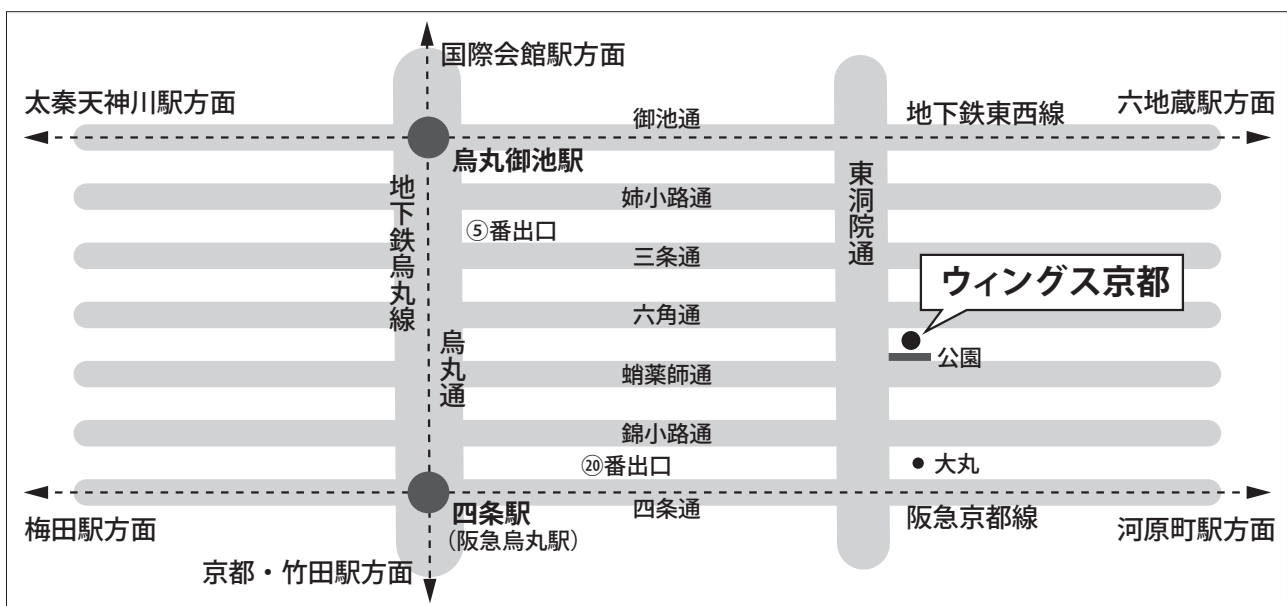 国際会館駅方面
太秦天神川駅方面
御池通
地下鉄東西線
六地蔵駅方面
烏丸御池駅
地下鉄烏丸線
姉小路通
東洞院通
⑤番出口
三条通
ウィングス京都
六角通
烏丸通
公園
蛸薬師通
錦小路通
⑳番出口
大丸
四条駅
(阪急烏丸駅)
四条通
阪急京都線
梅田駅方面
河原町駅方面
京都・竹田駅方面